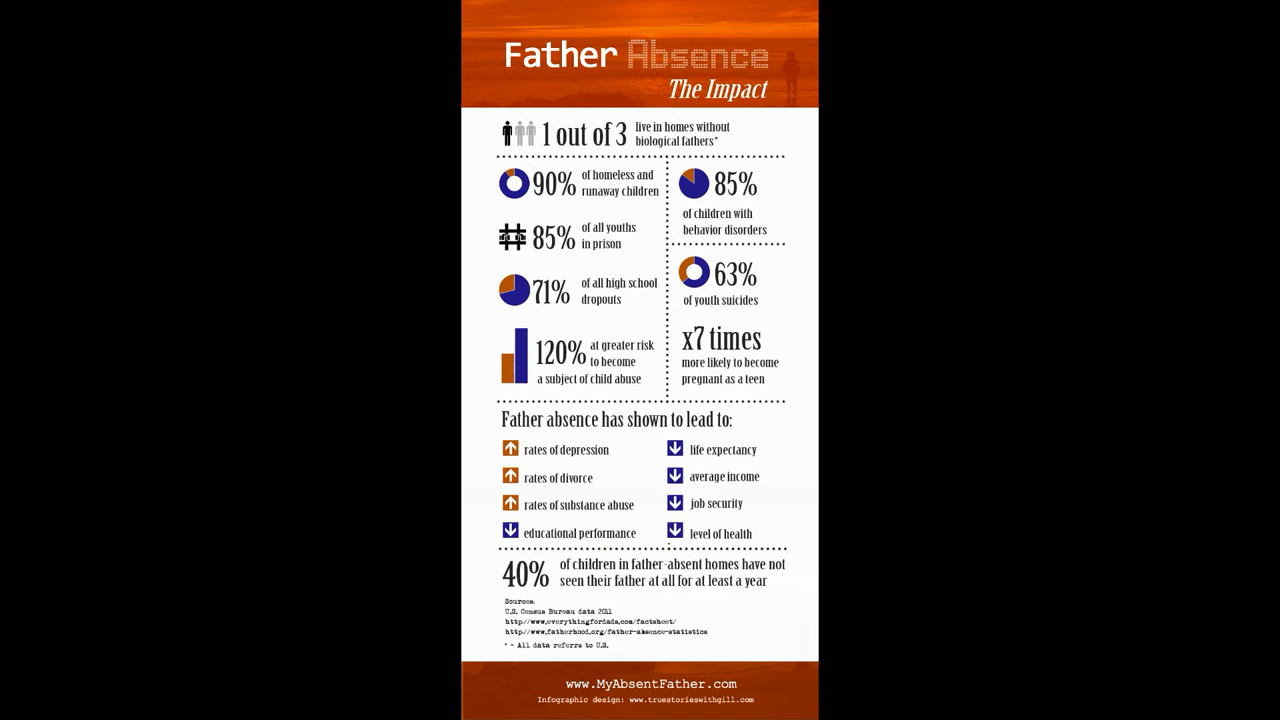 Father Absence
The Impact
1 out of 3 live in homes without
biological fathers*
90% of homeless and
runaway children
85% of all youths
in prison
71% of all high school
dropouts
120% at greater risk
to become
a subject of child abuse
85%
of children with
behavior disorders
63%
of youth suicides
x7 times
more likely to become
pregnant as a teen
Father absence has shown to lead to:
rates of depression
rates of divorce
rates of substance abuse
educational performance
life expectancy
average income
job security
level of health
40% of children in father-absent homes have not
seen their father at all for at least a year
Sources:
U.S. Census Bureau data 2011
http://www.everythingfordads.com/factsheet/
http://www.fatherhood.org/father-absence-statistics
* - All data referrs to U.S.
www.MyAbsentFather.com
Infographic design: www.truestorieswithgill.com